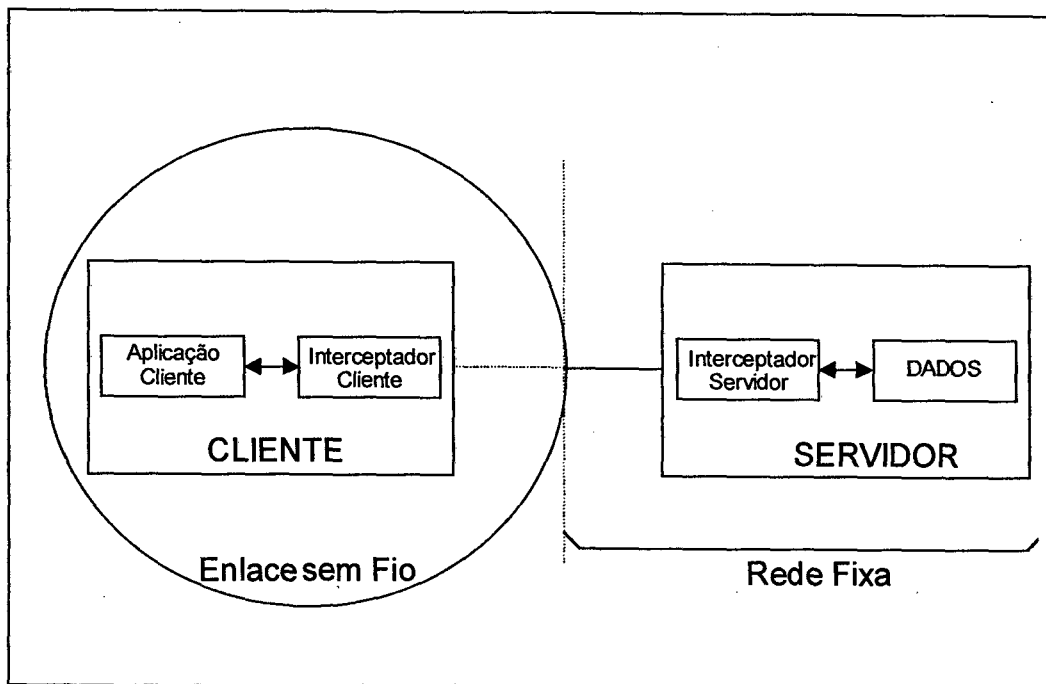 Aplicação
Cliente
Interceptador
Cliente
CLIENTE
Enlace sem Fio
Interceptador
Servidor
DADOS
SERVIDOR
Rede Fixa